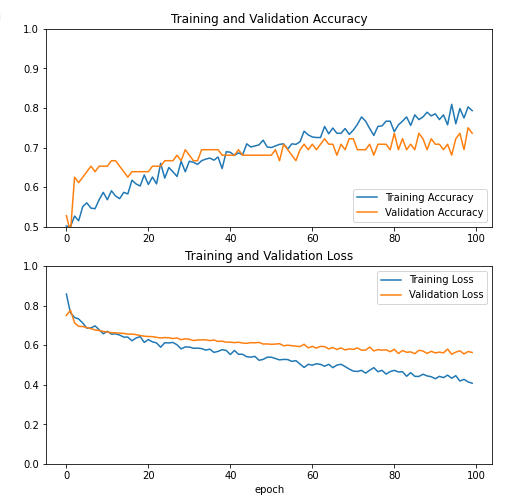 Training and Validation Accuracy
1.0
0.9
0.8
0.7
0.6
0.5
0 20 40 60 80 100
Training Accuracy
Validation Accuracy
Training and Validation Loss
1.0
0.8
0.6
0.4
0.2
0.0
0 20 40 60 80 100
Training Loss
Validation Loss
epoch